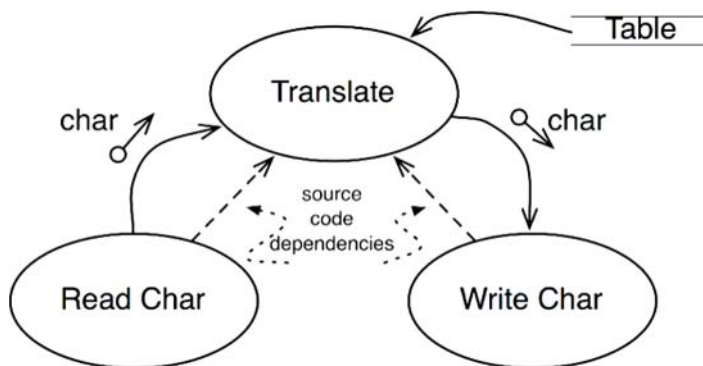 Table
Translate
char
char
source
code
dependencies
Read Char
Write Char